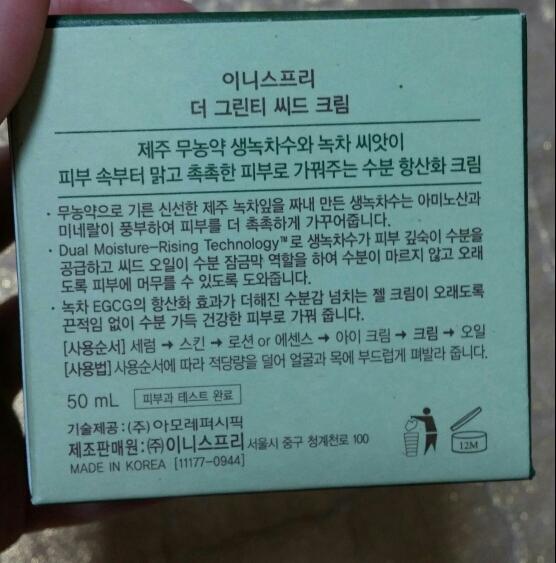 이니스프리
더 그린티 씨드 크림
제주 무농약 생녹차수와 녹차 씨앗이
피부 속부터 맑고 촉촉한 피부로 가꿔주는 수분 항산화 크림
· 무농약으로 기른 신선한 제주 녹차잎을 짜내 만든 생녹차수는 아미노산과
미네랄이 풍부하여 피부를 더 촉촉하게 가꾸어줍니다.
· Dual Moisture-Rising Technology™로 생녹차수가 피부 깊숙이 수분을
공급하고 씨드 오일이 수분 잠금막 역할을 하여 수분이 마르지 않고 오래
도록 피부에 머무를 수 있도록 도와줍니다.
· 녹차 EGCG의 항산화 효과가 더해진 수분감 넘치는 젤 크림이 오래도록
끈적임 없이 수분 가득 건강한 피부로 가꿔 줍니다.
[사용순서] 세럼 → 스킨 → 로션 or 에센스 → 아이 크림 → 크림 → 오일
[사용법] 사용순서에 따라 적당량을 덜어 얼굴과 목에 부드럽게 펴발라 줍니다.
50 mL 피부과 테스트 완료
기술제공 : (주) 아모레퍼시픽
제조판매원 : (주)이니스프리 서울시 중구 청계천로 100
MADE IN KOREA [11177-0944]
12M